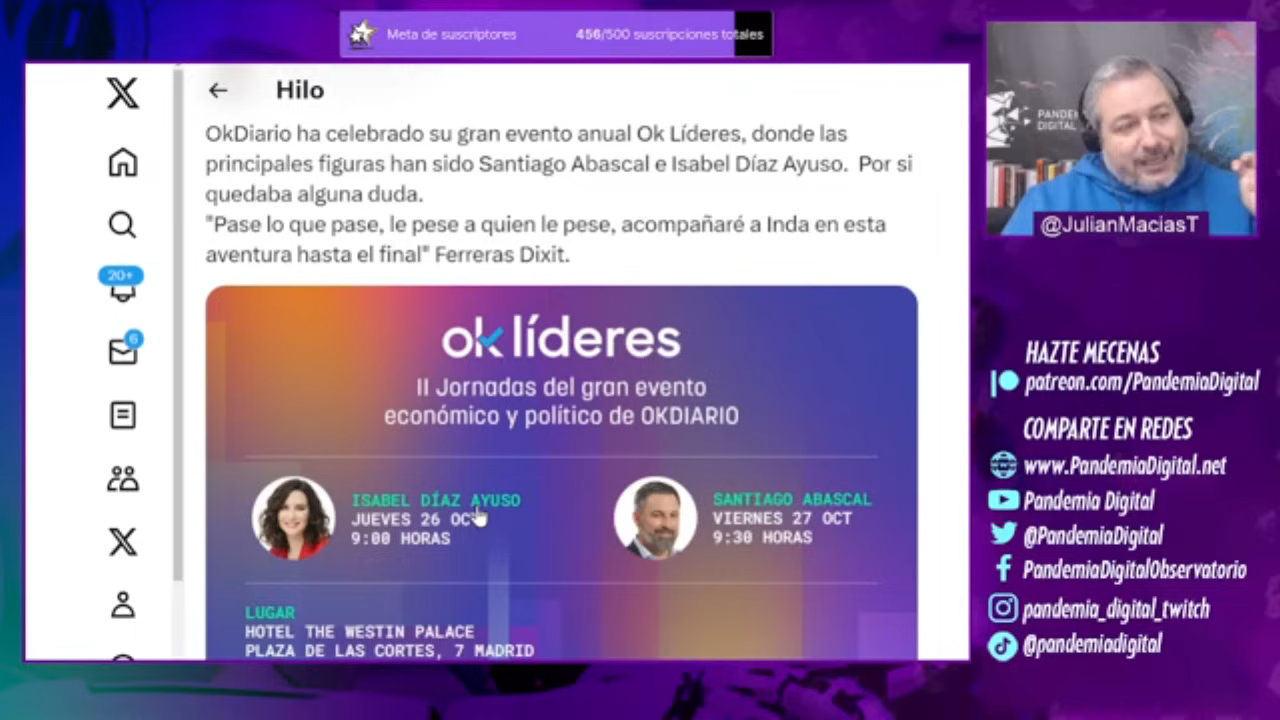 Meta de suscriptores 456/500 suscripciones totales
Hilo
OkDiario ha celebrado su gran evento anual Ok Líderes, donde las
principales figuras han sido Santiago Abascal e Isabel Díaz Ayuso. Por si
quedaba alguna duda.
"Pase lo que pase, le pese a quien le pese, acompañaré a Inda en esta
aventura hasta el final" Ferreras Dixit.
20+
6
ok líderes
II Jornadas del gran evento
económico y político de OKDIARIO
ISABEL DÍAZ AYUSO
JUEVES 26 OCT
9:00 HORAS
SANTIAGO ABASCAL
VIERNES 27 OCT
9:30 HORAS
LUGAR
HOTEL THE WESTIN PALACE
PLAZA DE LAS CORTES, 7 MADRID
DIGITAL
@JulianMaciasT
HAZTE MECENAS
patreon.com/PandemiaDigital
COMPARTE EN REDES
www.PandemiaDigital.net
Pandemia Digital
@PandemiaDigital
PandemiaDigitalObservatorio
pandemia_digital_twitch
@pandemiadigital